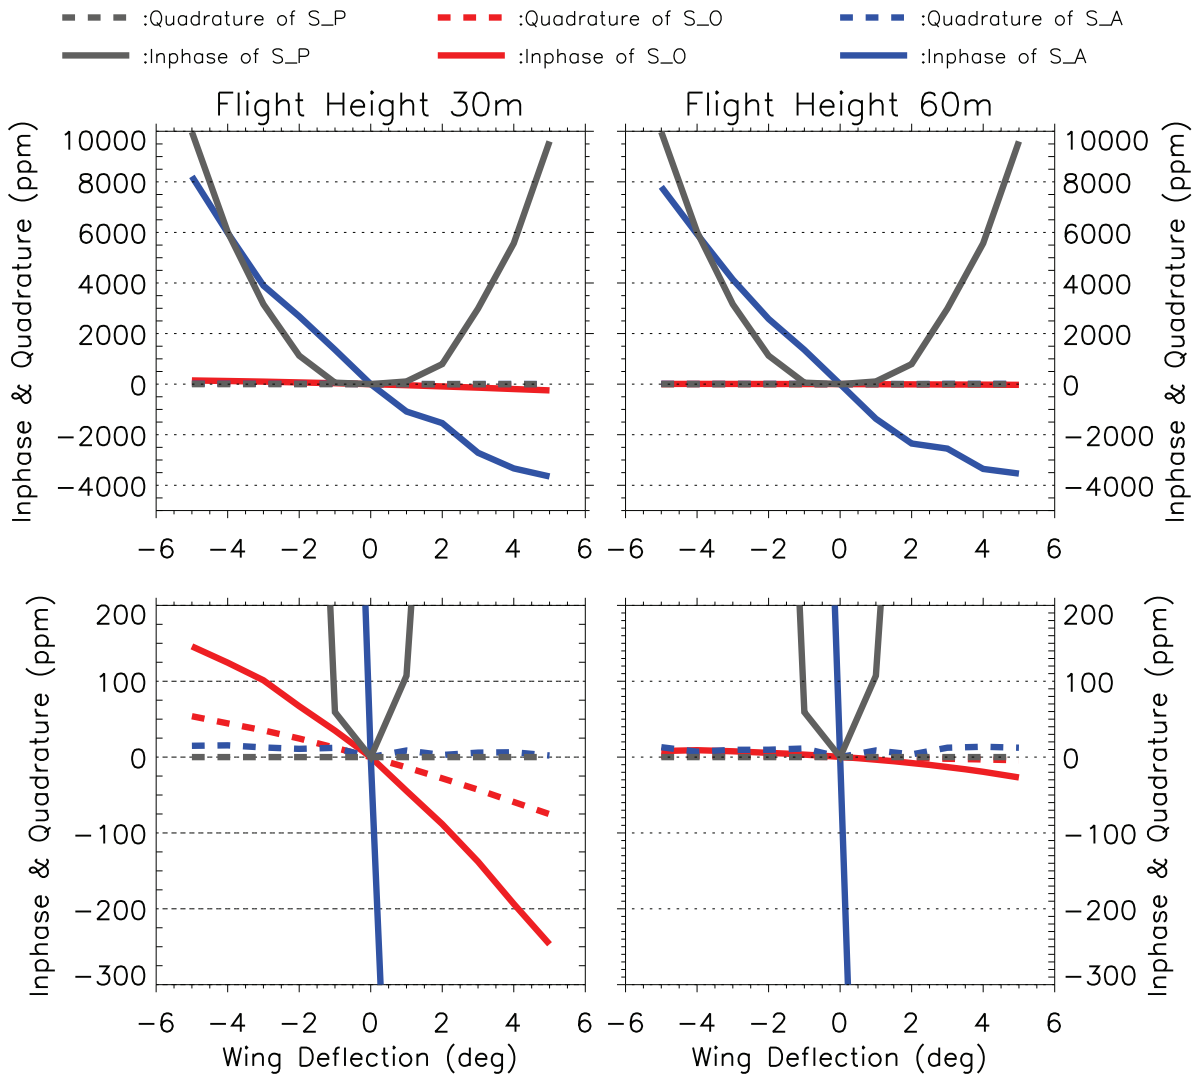 :Quadrature of S_P :Quadrature of S_O :Quadrature of S_A
:Inphase of S_P :Inphase of S_O :Inphase of S_A
Flight Height 30m
Inphase & Quadrature (ppm)
10000
8000
6000
4000
2000
0
−2000
−4000
−6 −4 −2 0 2 4 6
Flight Height 60m
10000
8000
6000
4000
2000
0
−2000
−4000
Inphase & Quadrature (ppm)
−6 −4 −2 0 2 4 6
Inphase & Quadrature (ppm)
200
100
0
−100
−200
−300
−6 −4 −2 0 2 4 6
Wing Deflection (deg)
200
100
0
−100
−200
−300
Inphase & Quadrature (ppm)
−6 −4 −2 0 2 4 6
Wing Deflection (deg)